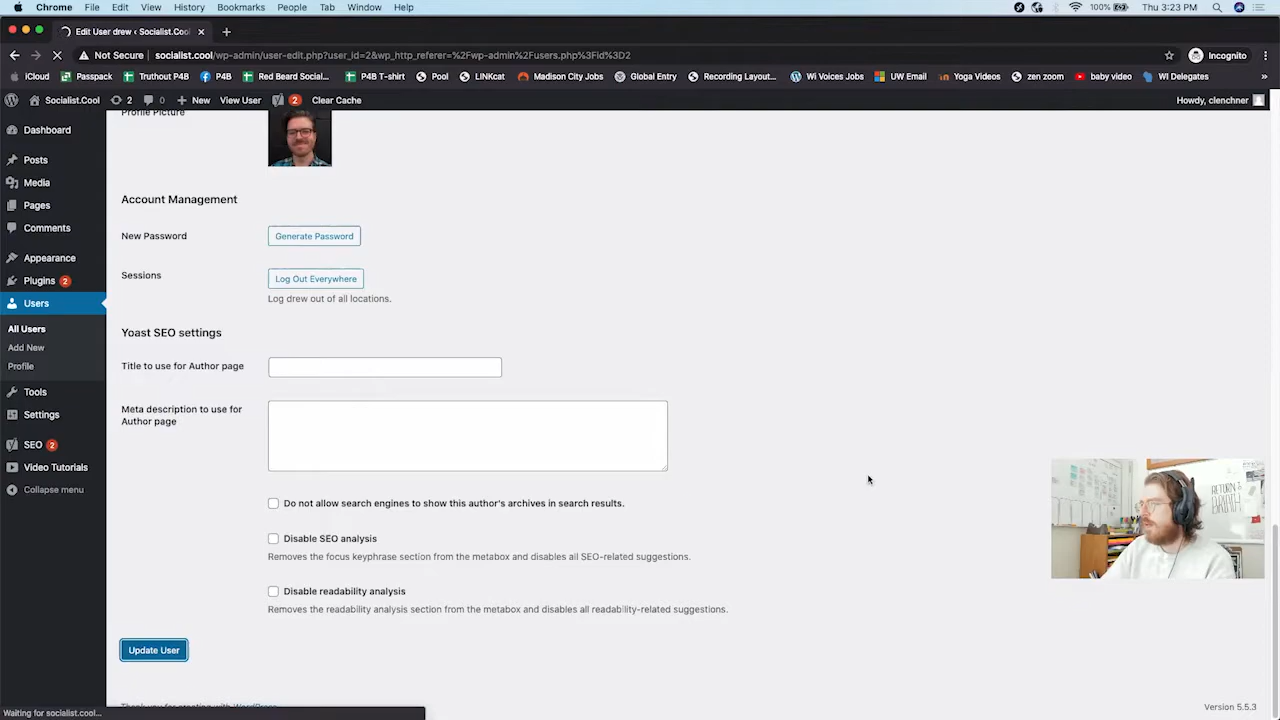 Chrome File Edit View History Bookmarks People Tab Window Help 100% Thu 3:23 PM
Edit User drew ‹ Socialist.Cool
Not Secure socialist.cool/wp-admin/user-edit.php?user_id=2&wp_http_referer=%2Fwp-admin%2Fusers.php%3Fid%3D2 Incognito
iCloud Passpack Truthout P4B P4B Red Beard Social... P4B T-shirt Pool LINKcat Madison City Jobs Global Entry Recording Layout... Wi Voices Jobs UW Email Yoga Videos zen zoom baby video WI Delegates »
Socialist.Cool 2 0 New View User 2 Clear Cache Howdy, clenchner
Profile Picture
Dashboard
Posts
Media
Pages
Comments
Appearance
Plugins 2
Users
All Users
Add New
Profile
Tools
Settings
SEO 2
Video Tutorials
Collapse menu
Account Management
New Password Generate Password
Sessions Log Out Everywhere
Log drew out of all locations.
Yoast SEO settings
Title to use for Author page
Meta description to use for
Author page
Do not allow search engines to show this author's archives in search results.
Disable SEO analysis
Removes the focus keyphrase section from the metabox and disables all SEO-related suggestions.
Disable readability analysis
Removes the readability analysis section from the metabox and disables all readability-related suggestions.
Update User
RETURN
Thank you for creating with WordPress
Waiting for socialist.cool...
Version 5.5.3